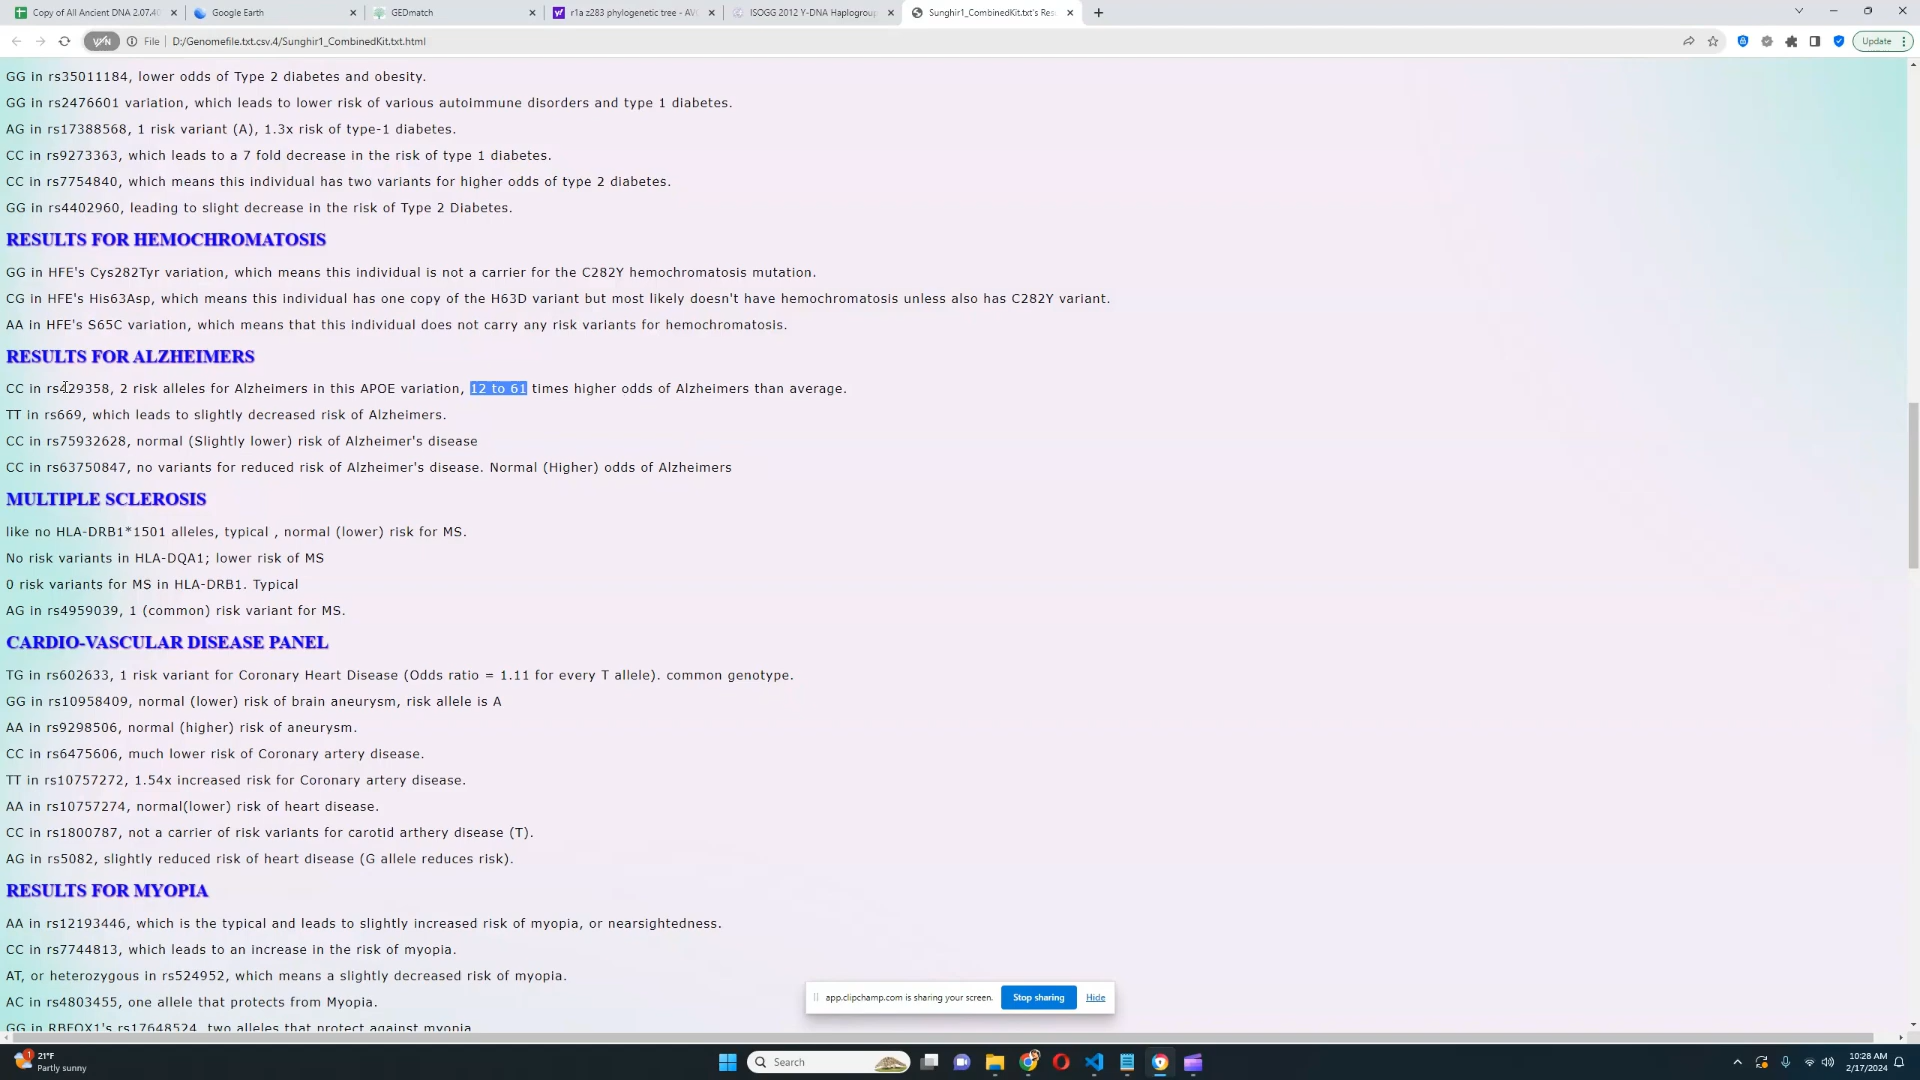 Copy of All Ancient DNA 2.07.40
Google Earth
GEDmatch
r1a z283 phylogenetic tree - AV
ISOGG 2012 Y-DNA Haplogroup
Sunghir1_CombinedKit.txt's Res
VPN
File
D:/Genomefile.txt.csv.4/Sunghir1_CombinedKit.txt.html
Update
GG in rs35011184, lower odds of Type 2 diabetes and obesity.
GG in rs2476601 variation, which leads to lower risk of various autoimmune disorders and type 1 diabetes.
AG in rs17388568, 1 risk variant (A), 1.3x risk of type-1 diabetes.
CC in rs9273363, which leads to a 7 fold decrease in the risk of type 1 diabetes.
CC in rs7754840, which means this individual has two variants for higher odds of type 2 diabetes.
GG in rs4402960, leading to slight decrease in the risk of Type 2 Diabetes.
RESULTS FOR HEMOCHROMATOSIS
GG in HFE's Cys282Tyr variation, which means this individual is not a carrier for the C282Y hemochromatosis mutation.
CG in HFE's His63Asp, which means this individual has one copy of the H63D variant but most likely doesn't have hemochromatosis unless also has C282Y variant.
AA in HFE's S65C variation, which means that this individual does not carry any risk variants for hemochromatosis.
RESULTS FOR ALZHEIMERS
CC in rs429358, 2 risk alleles for Alzheimers in this APOE variation, 12 to 61 times higher odds of Alzheimers than average.
TT in rs669, which leads to slightly decreased risk of Alzheimers.
CC in rs75932628, normal (Slightly lower) risk of Alzheimer's disease
CC in rs63750847, no variants for reduced risk of Alzheimer's disease. Normal (Higher) odds of Alzheimers
MULTIPLE SCLEROSIS
like no HLA-DRB1*1501 alleles, typical , normal (lower) risk for MS.
No risk variants in HLA-DQA1; lower risk of MS
0 risk variants for MS in HLA-DRB1. Typical
AG in rs4959039, 1 (common) risk variant for MS.
CARDIO-VASCULAR DISEASE PANEL
TG in rs602633, 1 risk variant for Coronary Heart Disease (Odds ratio = 1.11 for every T allele). common genotype.
GG in rs10958409, normal (lower) risk of brain aneurysm, risk allele is A
AA in rs9298506, normal (higher) risk of aneurysm.
CC in rs6475606, much lower risk of Coronary artery disease.
TT in rs10757272, 1.54x increased risk for Coronary artery disease.
AA in rs10757274, normal(lower) risk of heart disease.
CC in rs1800787, not a carrier of risk variants for carotid arthery disease (T).
AG in rs5082, slightly reduced risk of heart disease (G allele reduces risk).
RESULTS FOR MYOPIA
AA in rs12193446, which is the typical and leads to slightly increased risk of myopia, or nearsightedness.
CC in rs7744813, which leads to an increase in the risk of myopia.
AT, or heterozygous in rs524952, which means a slightly decreased risk of myopia.
AC in rs4803455, one allele that protects from Myopia.
GG in RBFOX1's rs17648524, two alleles that protect against myopia
app.clipchamp.com is sharing your screen.
Stop sharing
Hide
1
21°F
Partly sunny
Search
10:28 AM
2/17/2024